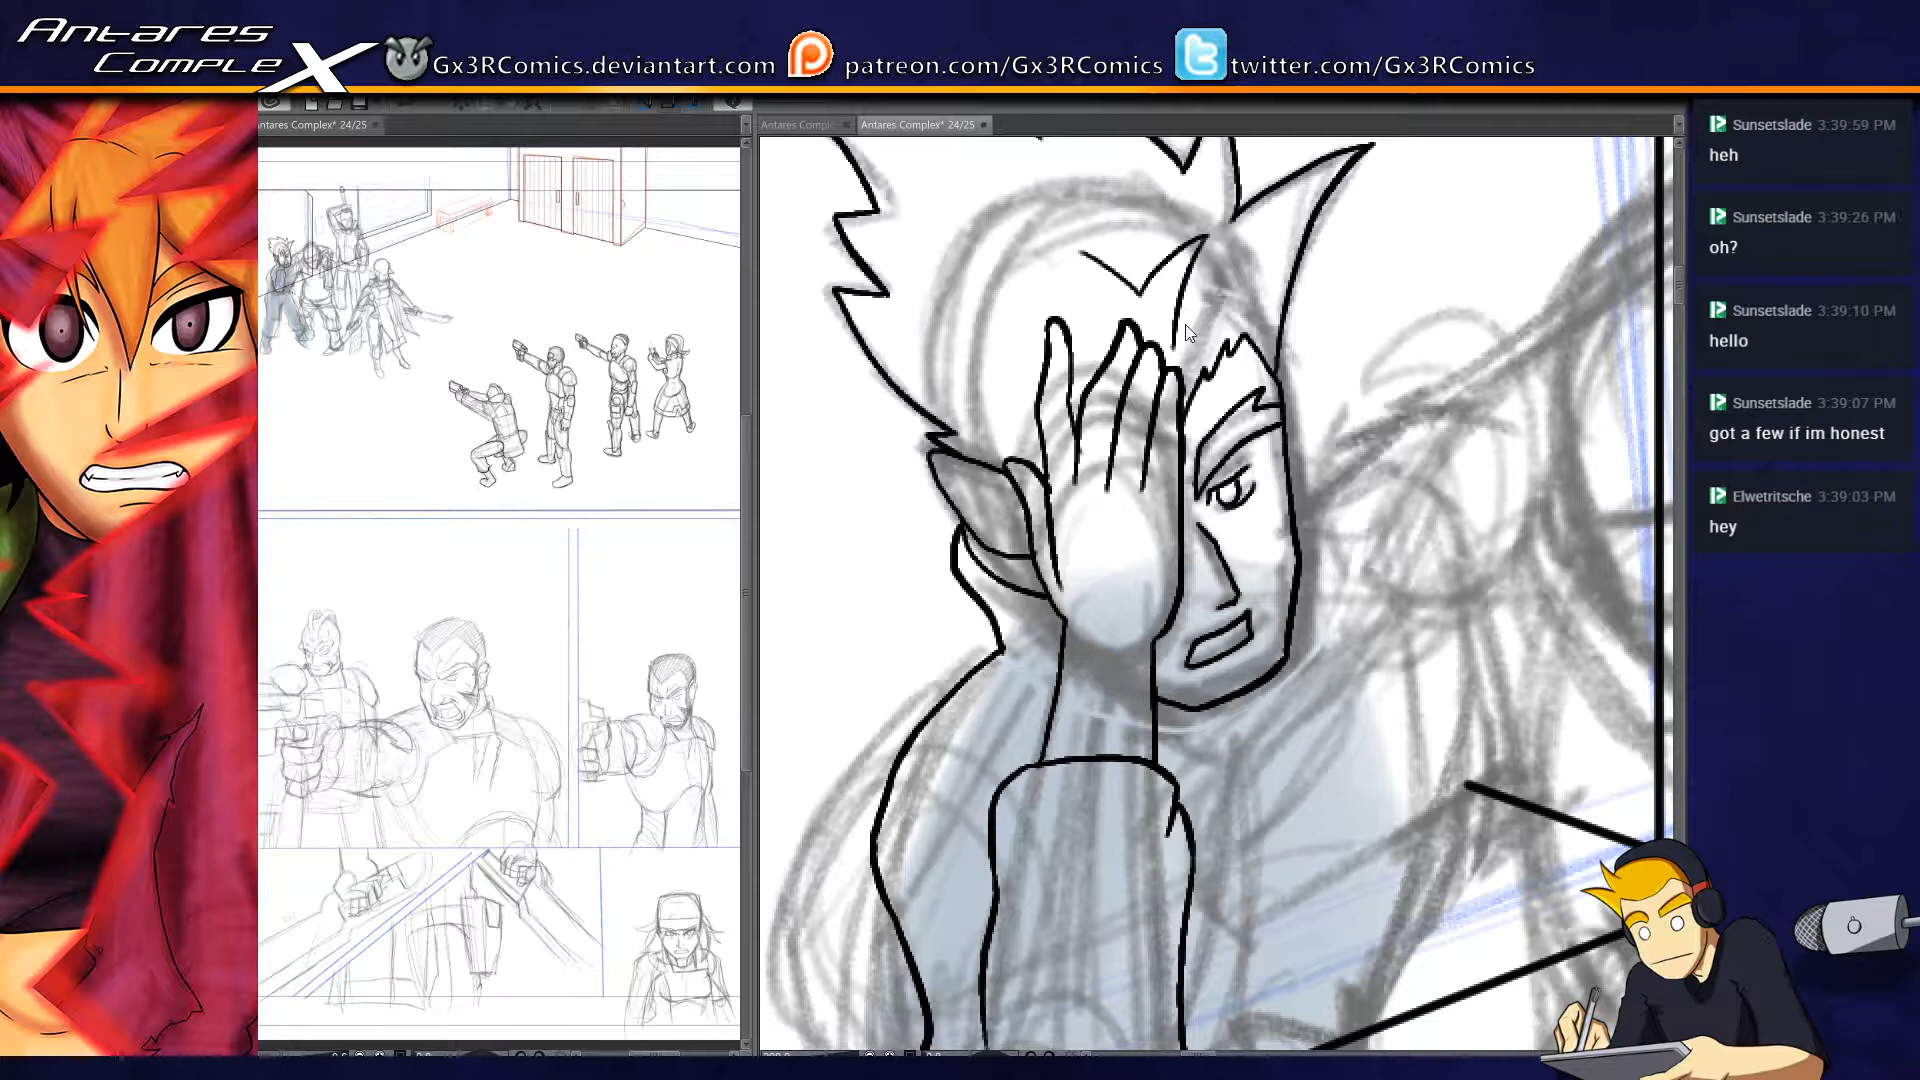 Antares
Complex
Gx3RComics.deviantart.com
patreon.com/Gx3RComics
twitter.com/Gx3RComics
Antares Complex* 24/25
Antares Compl
Antares Complex* 24/25
Sunsetslade 3:39:59 PM
heh
Sunsetslade 3:39:26 PM
oh?
Sunsetslade 3:39:10 PM
hello
Sunsetslade 3:39:07 PM
got a few if im honest
Elwetritsche 3:39:03 PM
hey